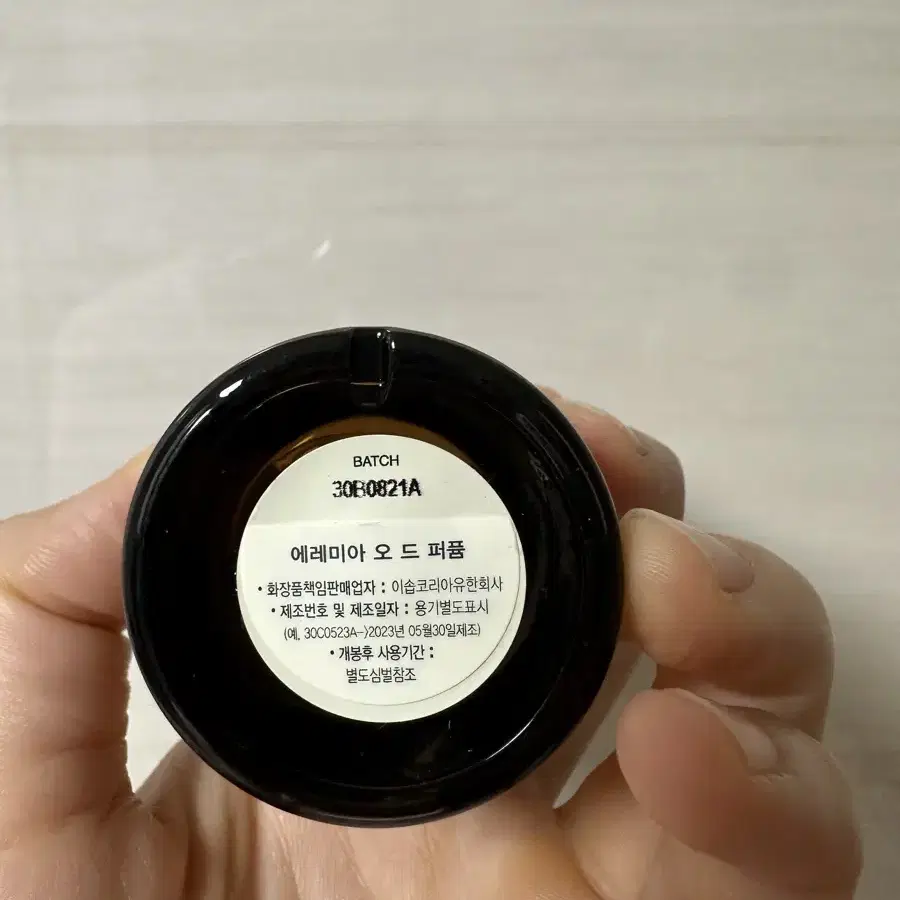 BATCH
30B0821A
에레미아 오 드 퍼퓸
• 화장품책임판매업자 : 이솝코리아유한회사
• 제조번호 및 제조일자 : 용기별도표시
(예, 30C0523A->2023년 05월30일제조)
• 개봉후 사용기간 :
별도심벌참조